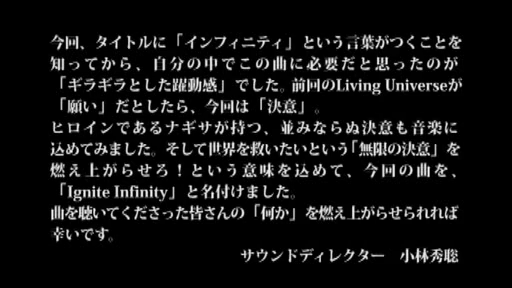 今回、タイトルに「インフィニティ」という言葉がつくことを
知ってから、自分の中でこの曲に必要だと思ったのが
「ギラギラとした躍動感」でした。前回のLiving Universeが
「願い」だとしたら、今回は「決意」。
ヒロインであるナギサが持つ、並みならぬ決意も音楽に
込めてみました。そして世界を救いたいという「無限の決意」を
燃え上がらせろ！という意味を込めて、今回の曲を、
「Ignite Infinity」と名付けました。
曲を聴いてくださった皆さんの「何か」を燃え上がらせられれば
幸いです。
サウンドディレクター　小林秀聡